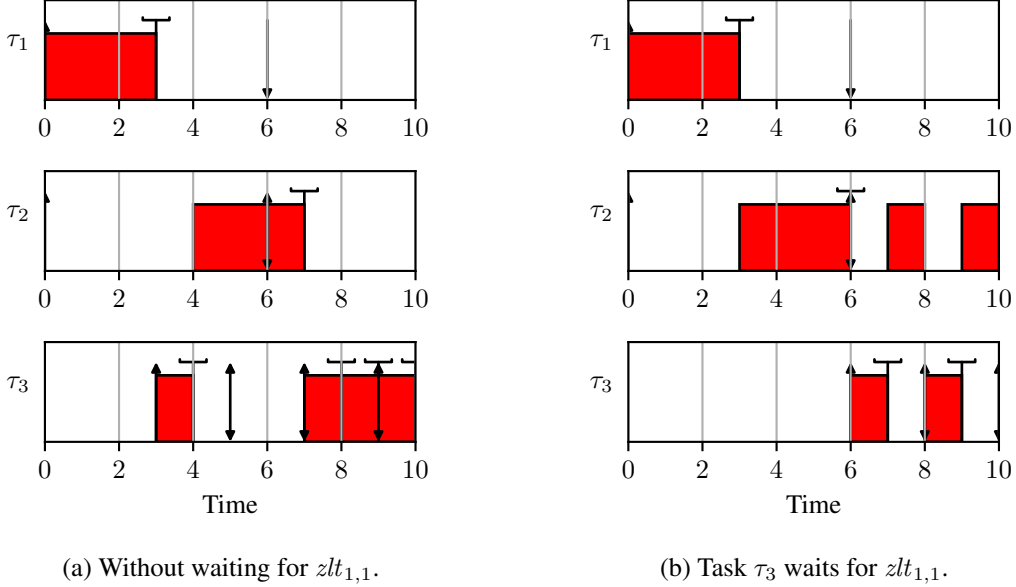 τ1
0 2 4 6 8 10
τ2
0 2 4 6 8 10
τ3
0 2 4 6 8 10
Time
(a) Without waiting for zlt1,1.
τ1
0 2 4 6 8 10
τ2
0 2 4 6 8 10
τ3
0 2 4 6 8 10
Time
(b) Task τ3 waits for zlt1,1.